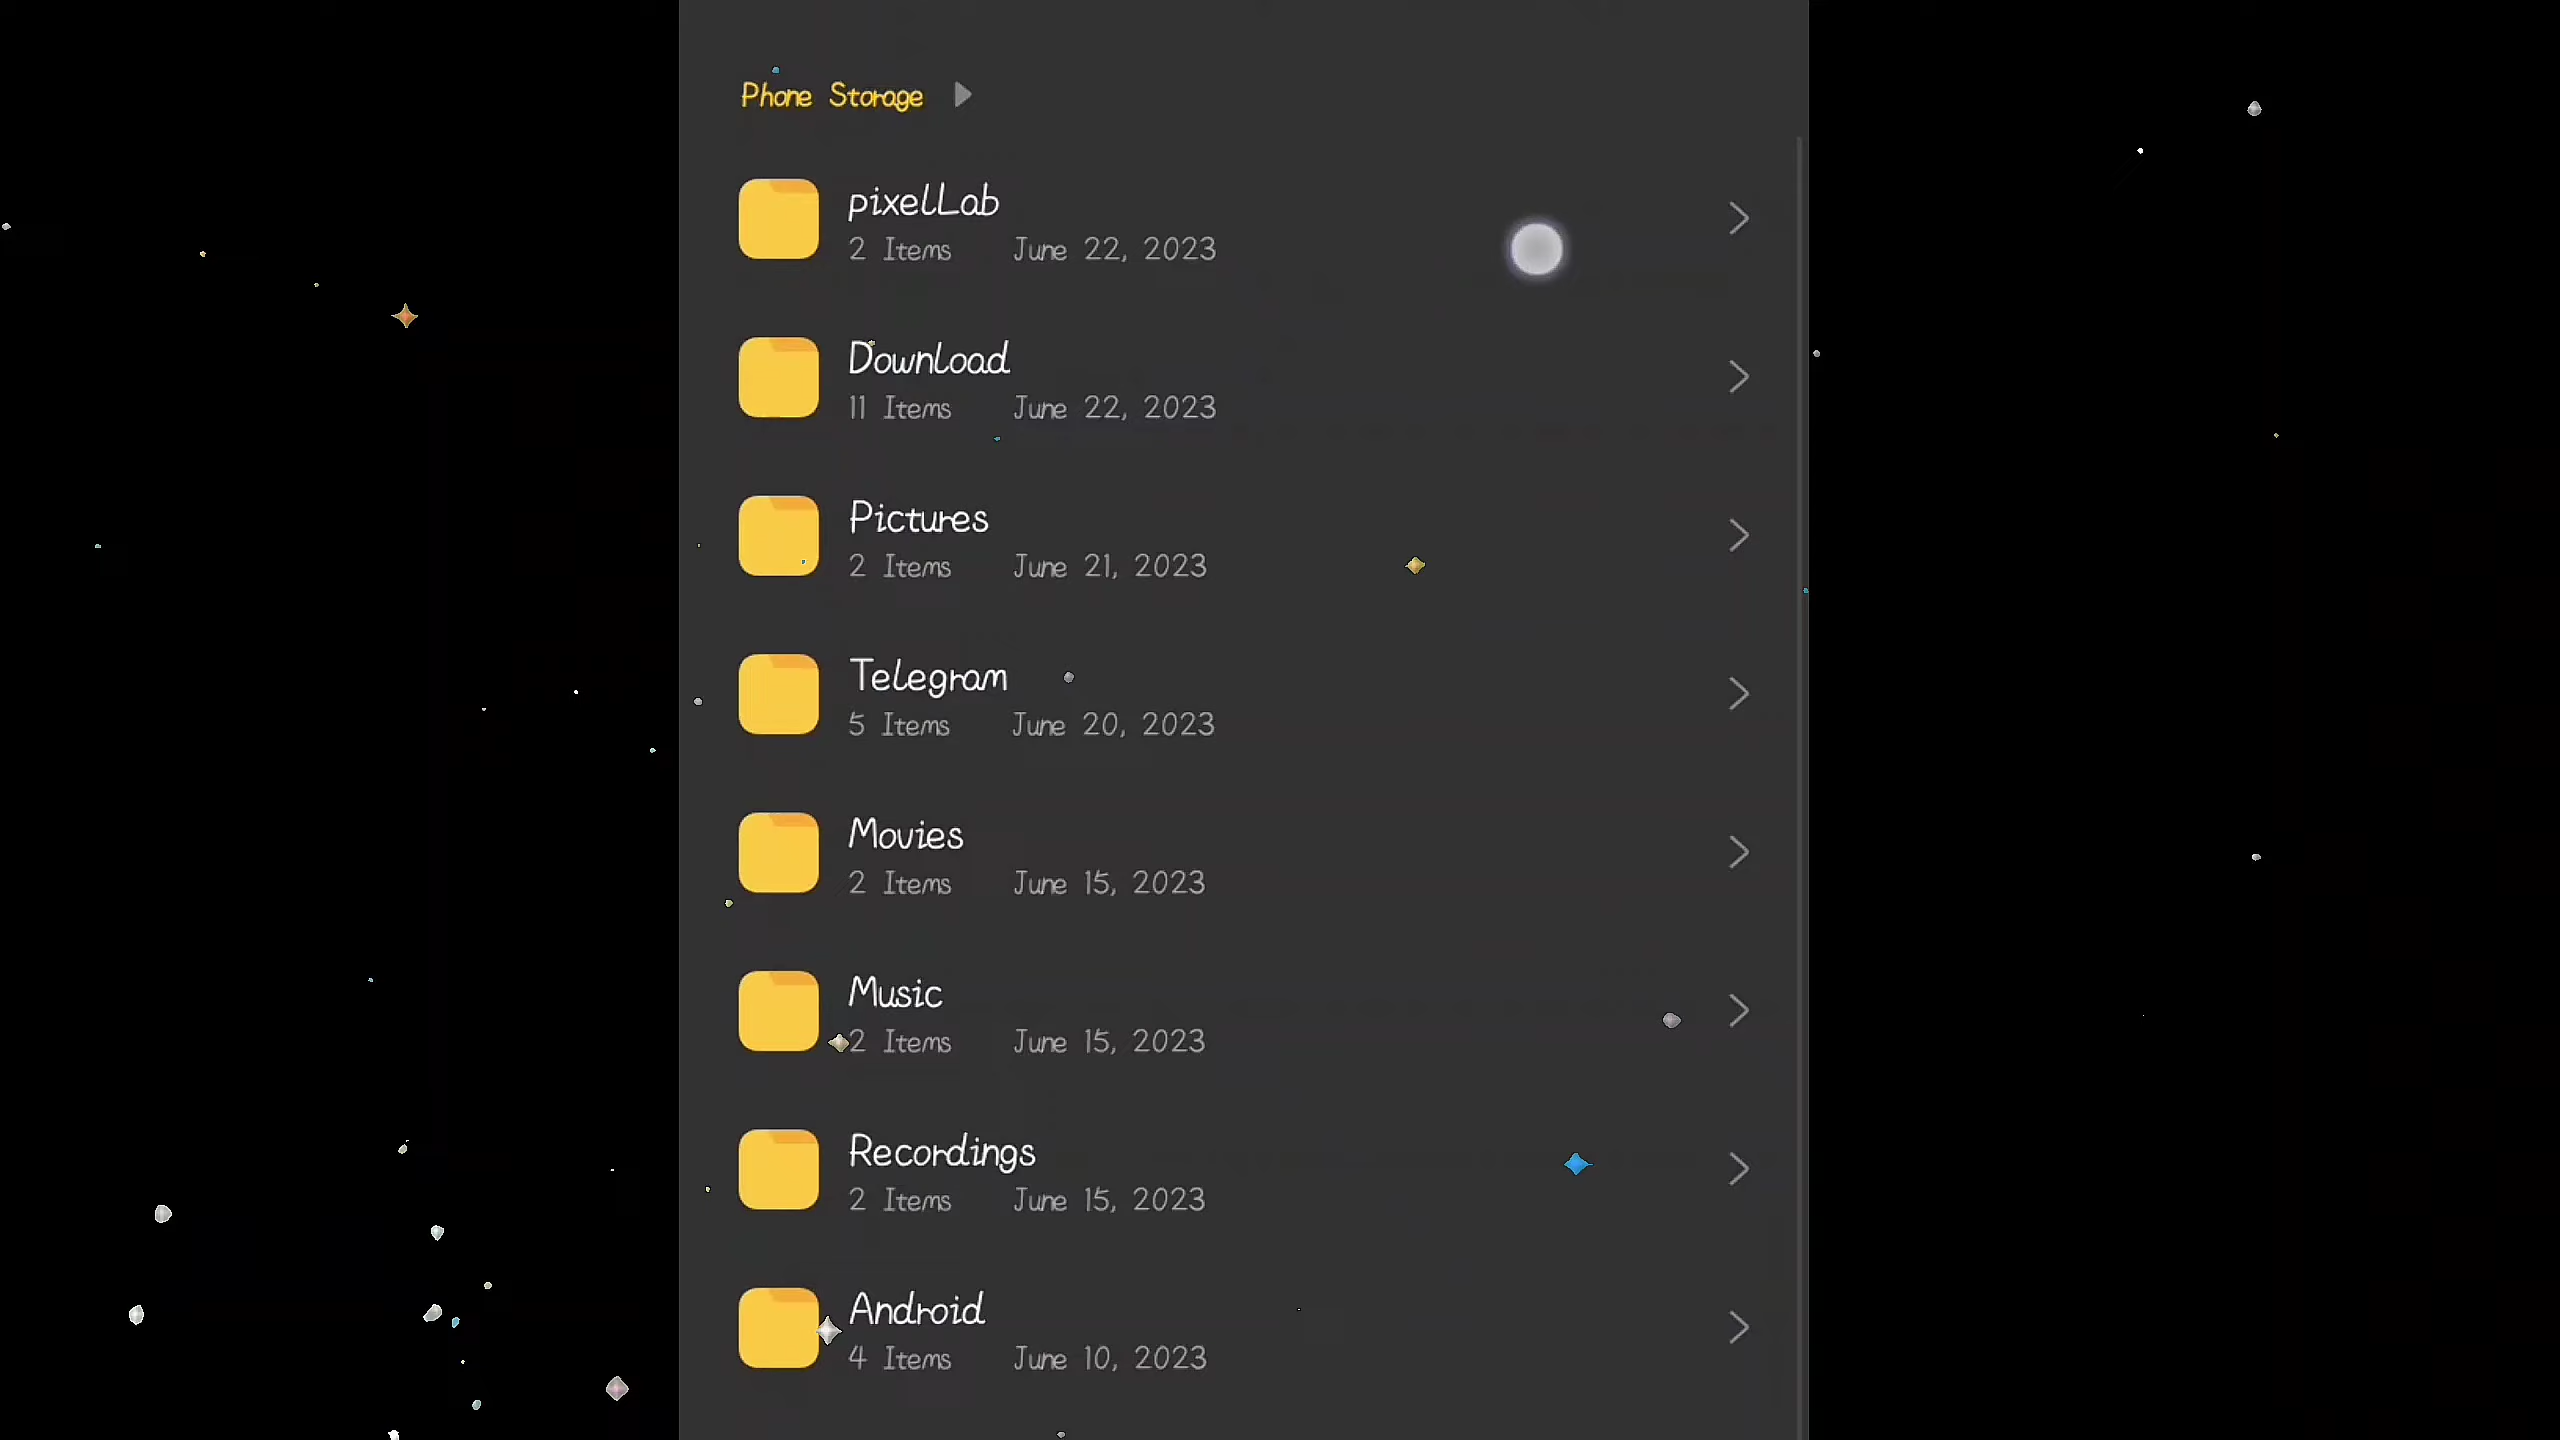 Phone Storage
pixelLab
2 Items June 22, 2023
Download
11 Items June 22, 2023
Pictures
2 Items June 21, 2023
Telegram
5 Items June 20, 2023
Movies
2 Items June 15, 2023
Music
2 Items June 15, 2023
Recordings
2 Items June 15, 2023
Android
4 Items June 10, 2023